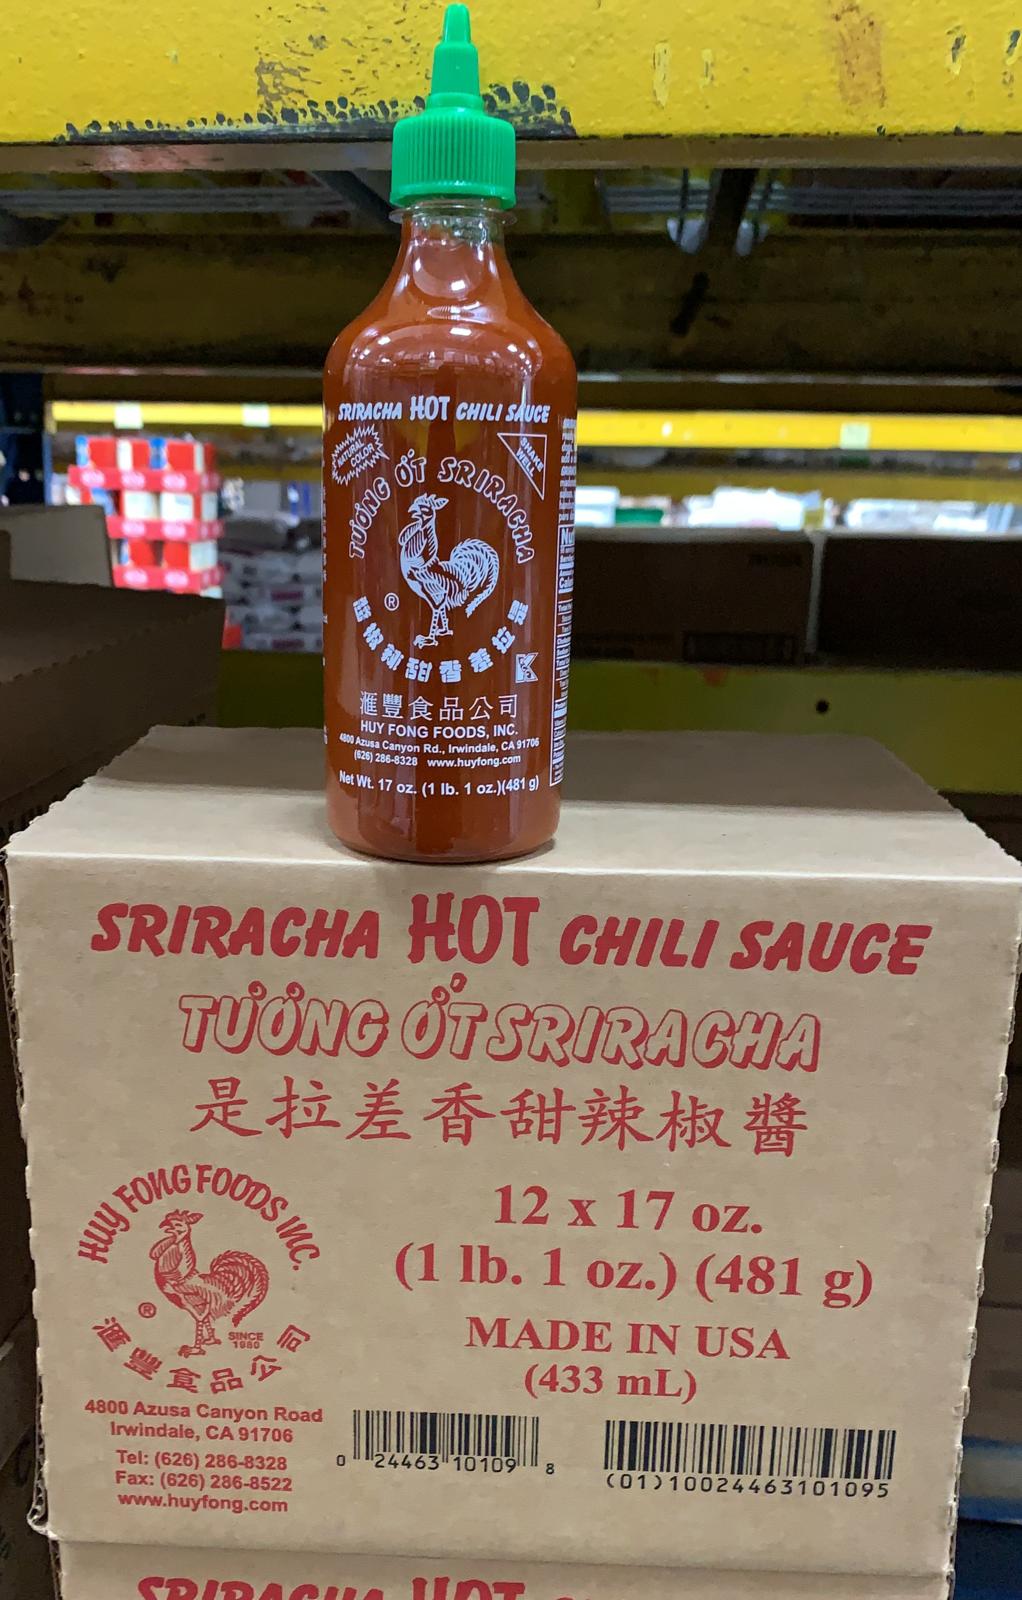 SRIRACHA HOT CHILI SAUCE
NATURAL
COLOR
SHAKE
WELL
TƯƠNG ỚT SRIRACHA
®
是拉差香甜辣椒醬
滙豐食品公司
HUY FONG FOODS, INC.
4800 Azusa Canyon Rd., Irwindale, CA 91706
(626) 286-8328 www.huyfong.com
Net Wt. 17 oz. (1 lb. 1 oz.)(481 g)
SRIRACHA HOT CHILI SAUCE
TƯƠNG ỚT SRIRACHA
是拉差香甜辣椒醬
HUY FONG FOODS INC.
®
SINCE
1980
滙豐食品公司
4800 Azusa Canyon Road
Irwindale, CA 91706
Tel: (626) 286-8328
Fax: (626) 286-8522
www.huyfong.com
12 x 17 oz.
(1 lb. 1 oz.) (481 g)
MADE IN USA
(433 mL)
0 24463 10109 8
(01)10024463101095
SRIRACHA HOT